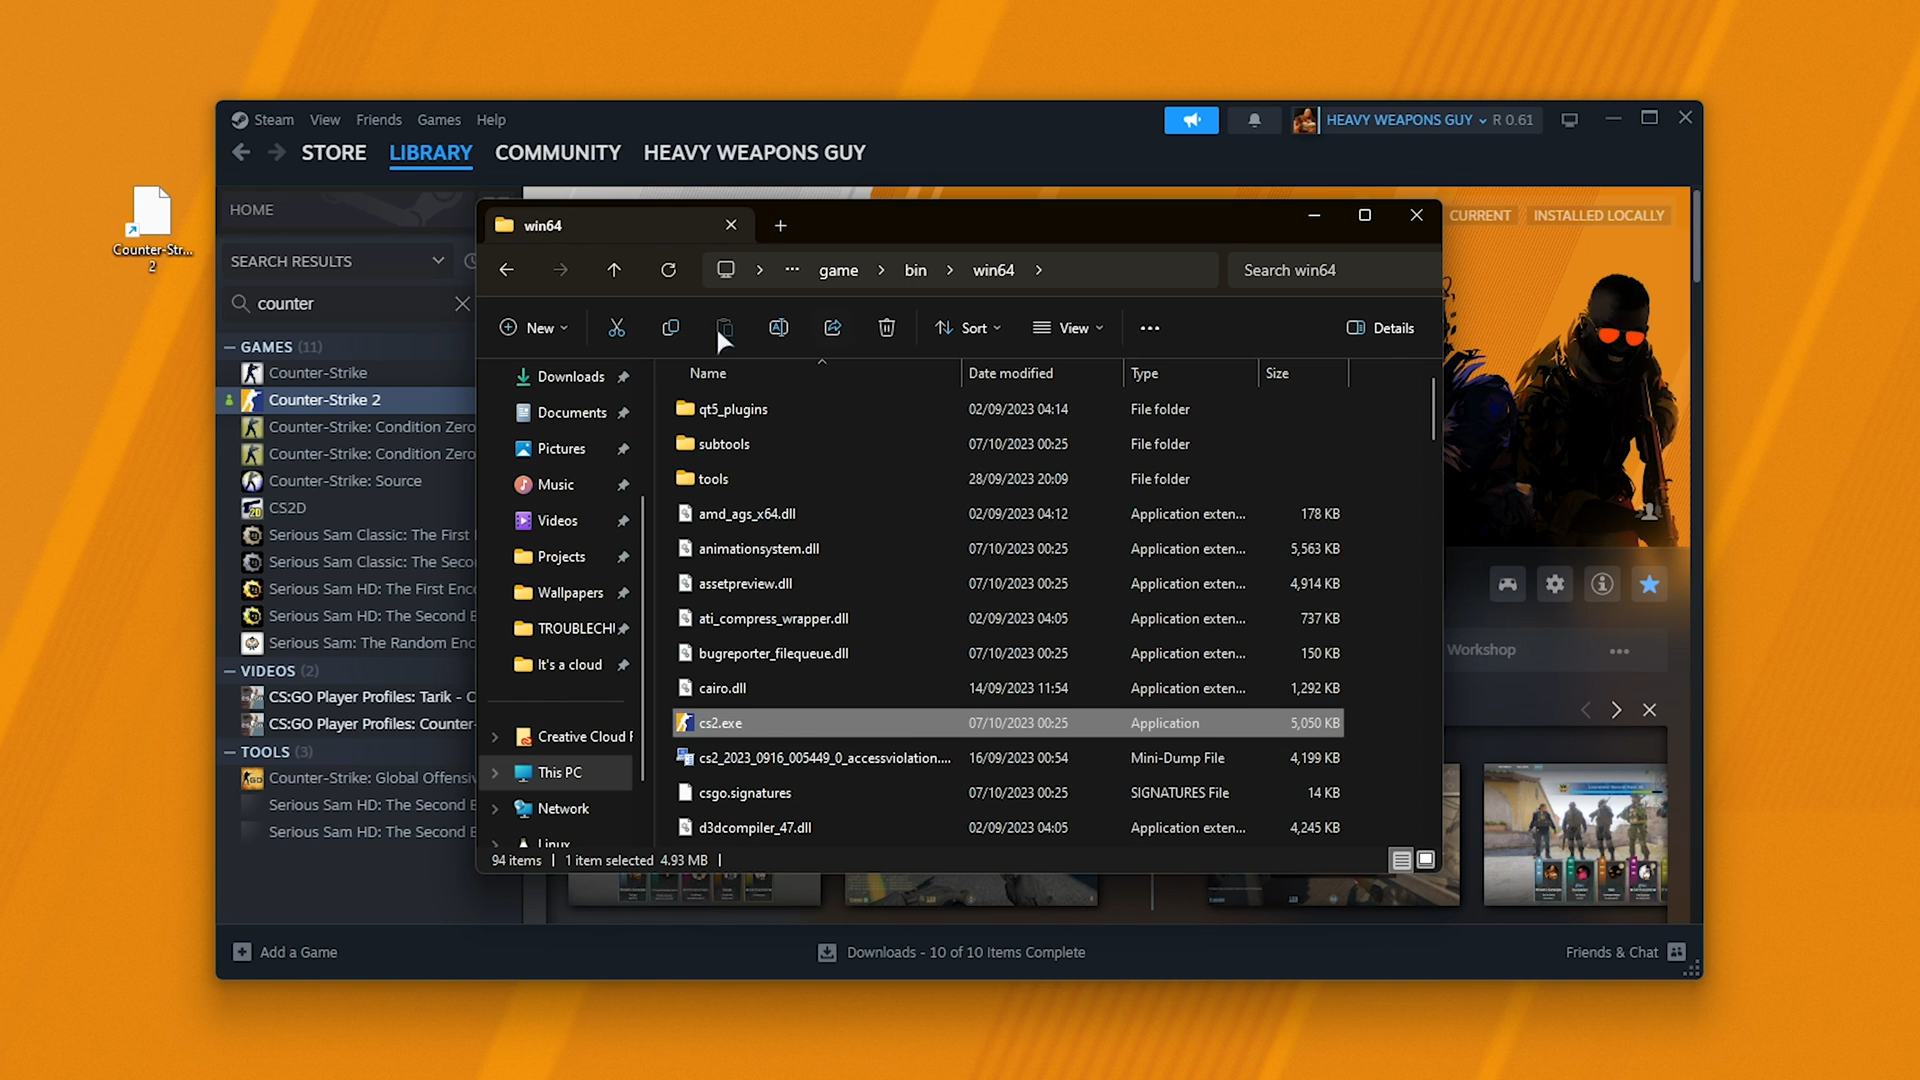 Steam View Friends Games Help
HEAVY WEAPONS GUY R 0.61
STORE LIBRARY COMMUNITY HEAVY WEAPONS GUY
Counter-Str...
2
HOME
SEARCH RESULTS
counter
GAMES (11)
Counter-Strike
Counter-Strike 2
Counter-Strike: Condition Zero
Counter-Strike: Condition Zero
Counter-Strike: Source
CS2D
Serious Sam Classic: The First
Serious Sam Classic: The Seco
Serious Sam HD: The First Enc
Serious Sam HD: The Second E
Serious Sam: The Random Enc
VIDEOS (2)
CS:GO Player Profiles: Tarik - C
CS:GO Player Profiles: Counter-
TOOLS (3)
Counter-Strike: Global Offensiv
Serious Sam HD: The Second E
Serious Sam HD: The Second E
win64
CURRENT INSTALLED LOCALLY
... game bin win64
Search win64
New Sort View ... Details
Downloads
Documents
Pictures
Music
Videos
Projects
Wallpapers
TROUBLECH
It's a cloud
Creative Cloud F
This PC
Network
Linux
Name Date modified Type Size
qt5_plugins 02/09/2023 04:14 File folder
subtools 07/10/2023 00:25 File folder
tools 28/09/2023 20:09 File folder
amd_ags_x64.dll 02/09/2023 04:12 Application exten... 178 KB
animationsystem.dll 07/10/2023 00:25 Application exten... 5,563 KB
assetpreview.dll 07/10/2023 00:25 Application exten... 4,914 KB
ati_compress_wrapper.dll 02/09/2023 04:05 Application exten... 737 KB
bugreporter_filequeue.dll 07/10/2023 00:25 Application exten... 150 KB
cairo.dll 14/09/2023 11:54 Application exten... 1,292 KB
cs2.exe 07/10/2023 00:25 Application 5,050 KB
cs2_2023_0916_005449_0_accessviolation.... 16/09/2023 00:54 Mini-Dump File 4,199 KB
csgo.signatures 07/10/2023 00:25 SIGNATURES File 14 KB
d3dcompiler_47.dll 02/09/2023 04:05 Application exten... 4,245 KB
94 items 1 item selected 4.93 MB
Workshop
Add a Game
Downloads - 10 of 10 Items Complete
Friends & Chat